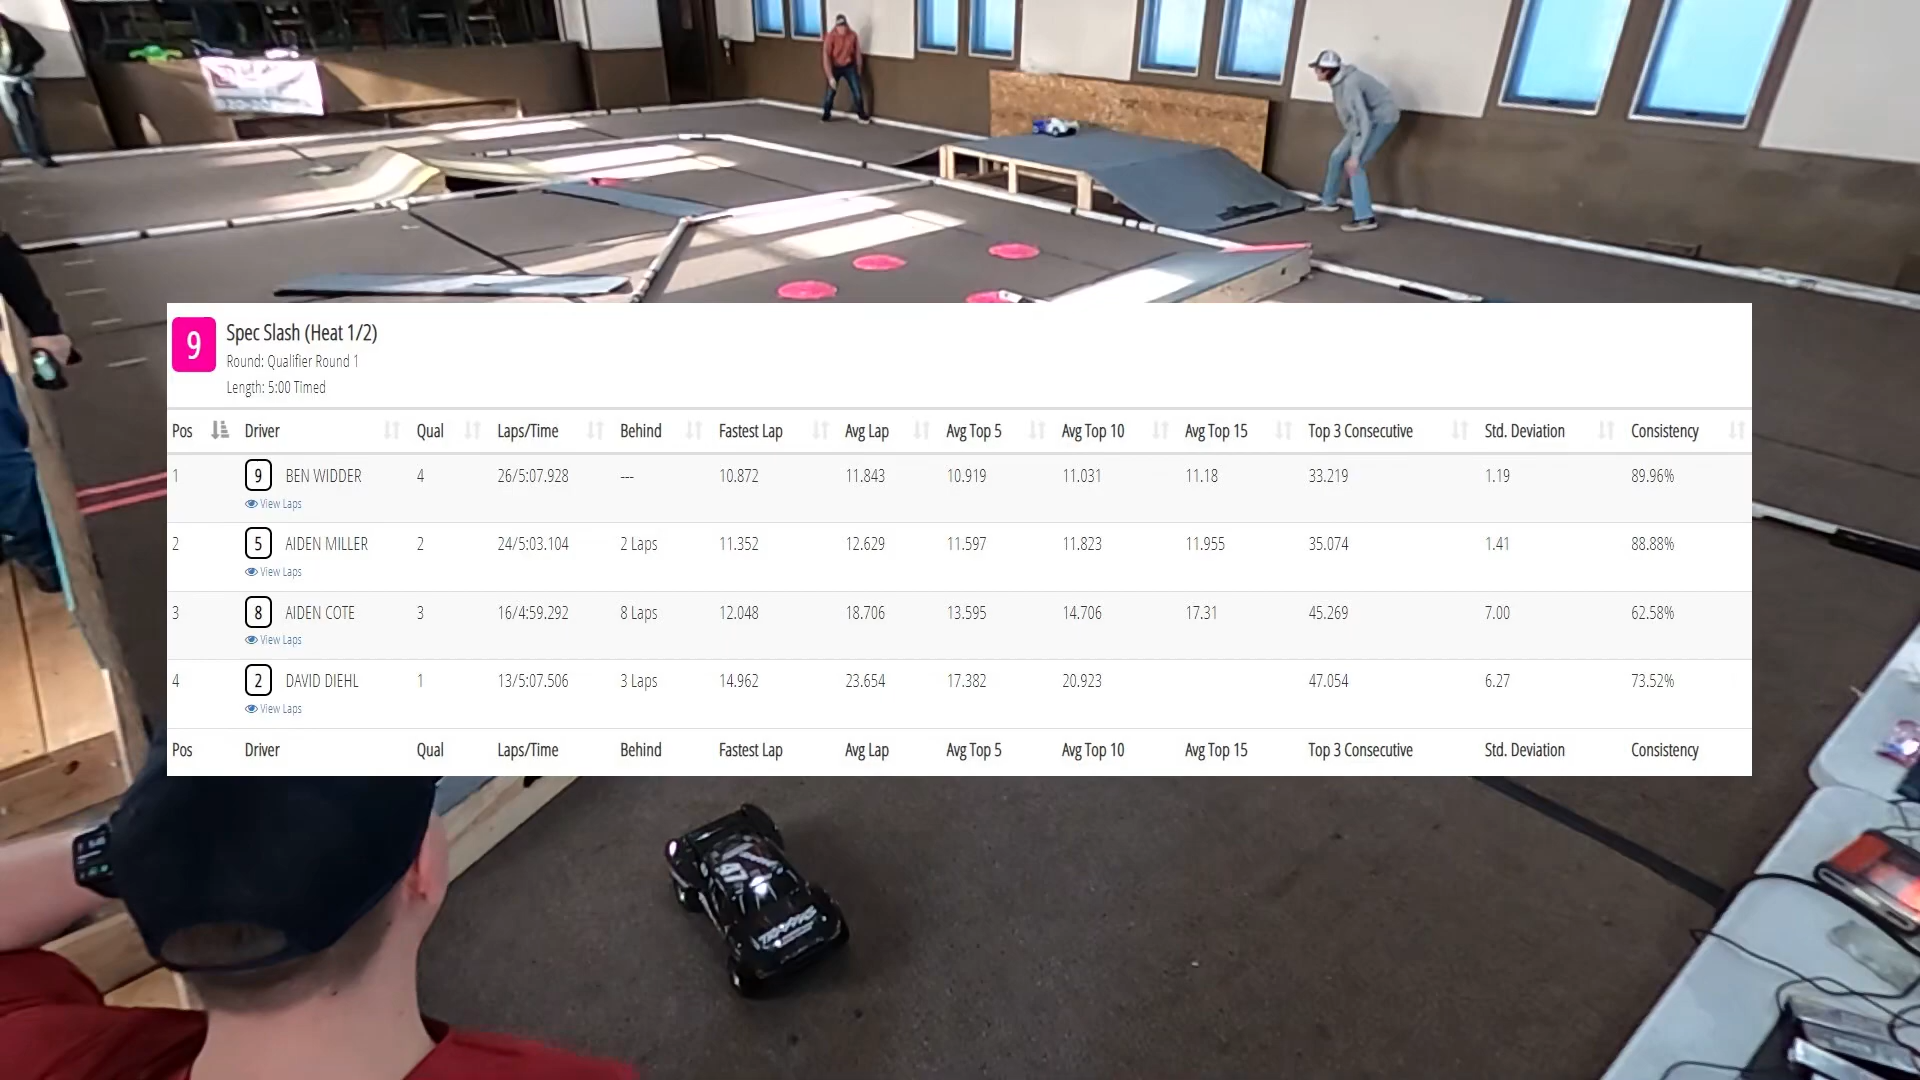 9
Spec Slash (Heat 1/2)
Round: Qualifier Round 1
Length: 5:00 Timed
Pos Driver Qual Laps/Time Behind Fastest Lap Avg Lap Avg Top 5 Avg Top 10 Avg Top 15 Top 3 Consecutive Std. Deviation Consistency
1 9 BEN WIDDER 4 26/5:07.928 --- 10.872 11.843 10.919 11.031 11.18 33.219 1.19 89.96%
View Laps
2 5 AIDEN MILLER 2 24/5:03.104 2 Laps 11.352 12.629 11.597 11.823 11.955 35.074 1.41 88.88%
View Laps
3 8 AIDEN COTE 3 16/4:59.292 8 Laps 12.048 18.706 13.595 14.706 17.31 45.269 7.00 62.58%
View Laps
4 2 DAVID DIEHL 1 13/5:07.506 3 Laps 14.962 23.654 17.382 20.923 47.054 6.27 73.52%
View Laps
Pos Driver Qual Laps/Time Behind Fastest Lap Avg Lap Avg Top 5 Avg Top 10 Avg Top 15 Top 3 Consecutive Std. Deviation Consistency
47
TRAXXAS